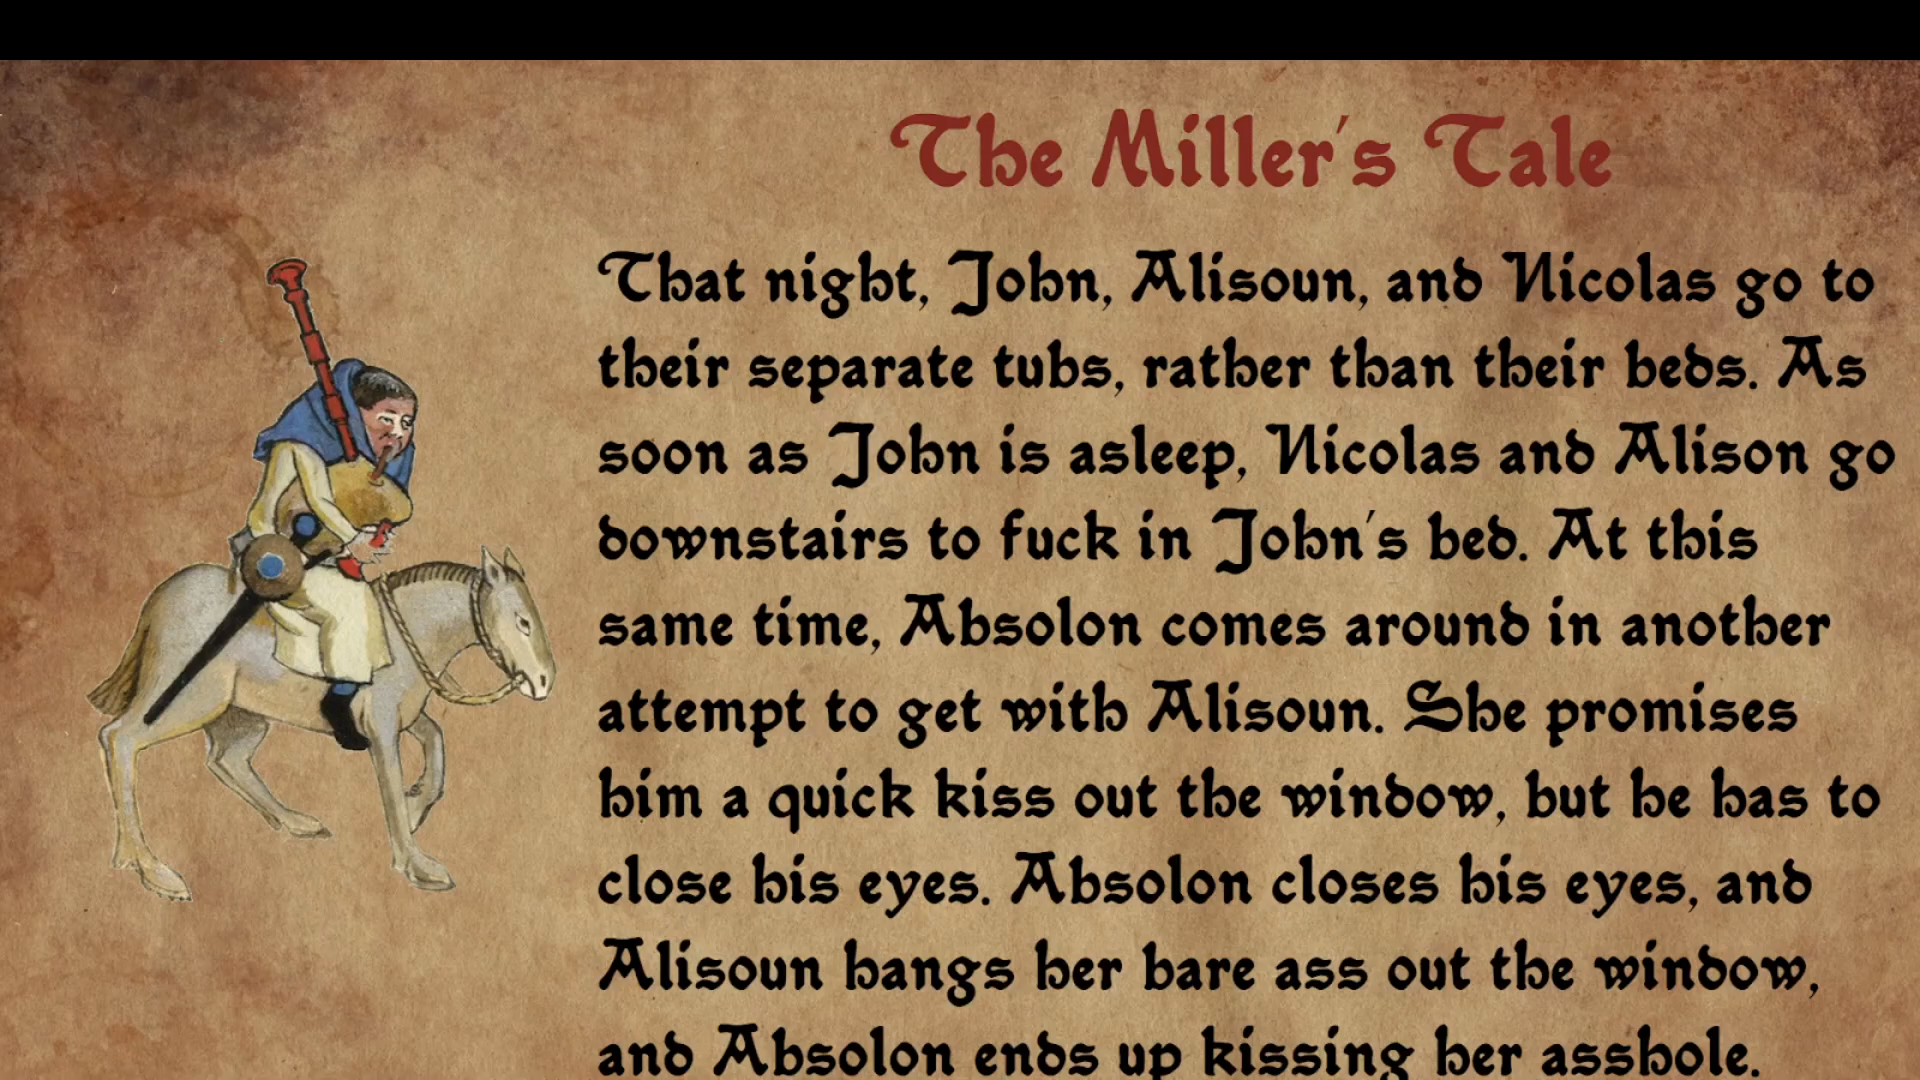 The Miller's Tale
That night, John, Alisoun, and Nicolas go to
their separate tubs, rather than their beds. As
soon as John is asleep, Nicolas and Alison go
downstairs to fuck in John's bed. At this
same time, Absolon comes around in another
attempt to get with Alisoun. She promises
him a quick kiss out the window, but he has to
close his eyes. Absolon closes his eyes, and
Alisoun hangs her bare ass out the window,
and Absolon ends up kissing her asshole.